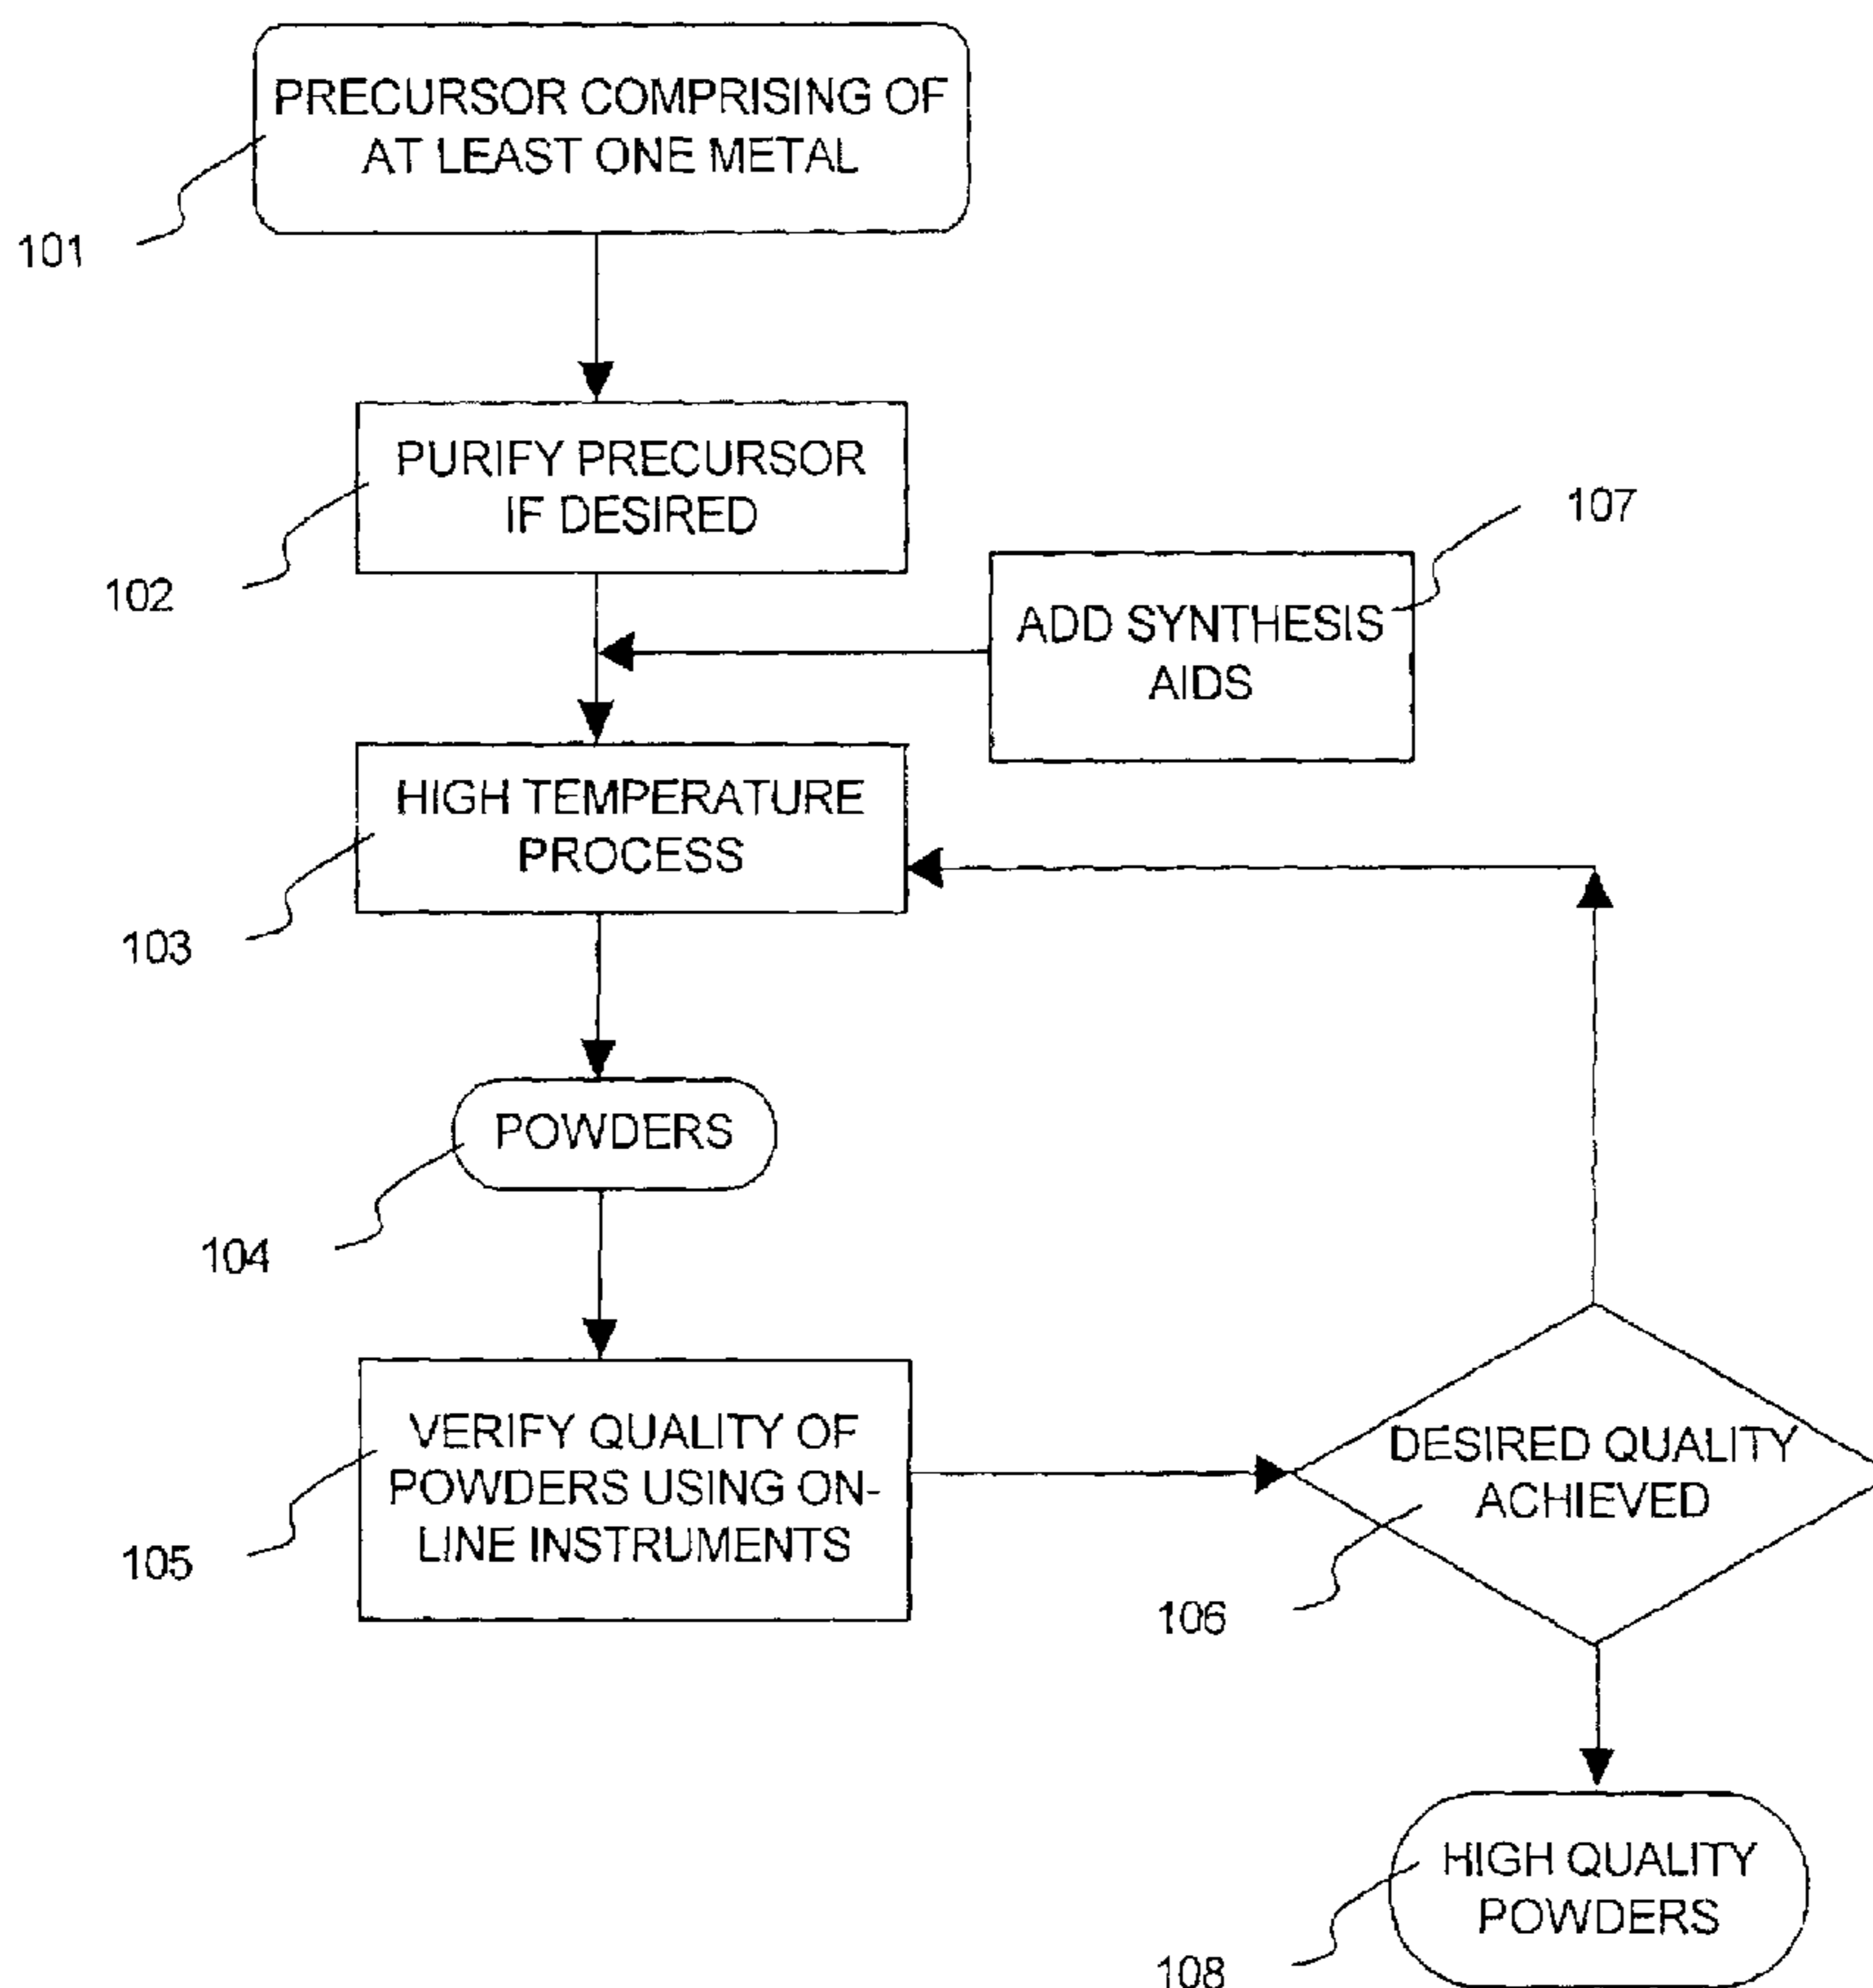 PRECURSOR COMPRISING OF
AT LEAST ONE METAL
101
PURIFY PRECURSOR
IF DESIRED
102
107
ADD SYNTHESIS
AIDS
HIGH TEMPERATURE
PROCESS
103
POWDERS
104
VERIFY QUALITY OF
POWDERS USING ON-
LINE INSTRUMENTS
105
DESIRED QUALITY
ACHIEVED
106
HIGH QUALITY
POWDERS
108